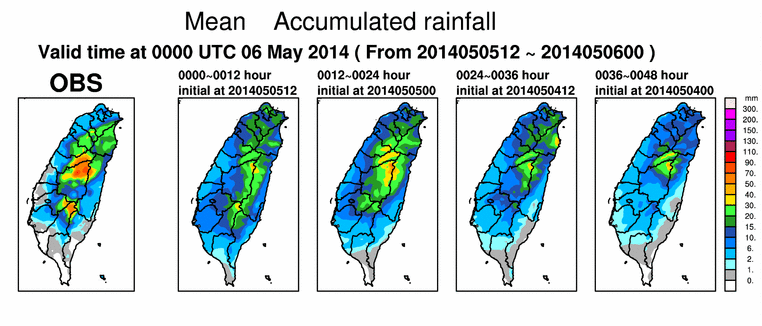 Mean Accumulated rainfall
Valid time at 0000 UTC 06 May 2014 ( From 2014050512 ~ 2014050600 )
OBS
0000~0012 hour
initial at 2014050512
0012~0024 hour
initial at 2014050500
0024~0036 hour
initial at 2014050412
0036~0048 hour
initial at 2014050400
mm
300.
200.
150.
130.
110.
90.
70.
50.
40.
30.
20.
15.
10.
6.
2.
1.
0.